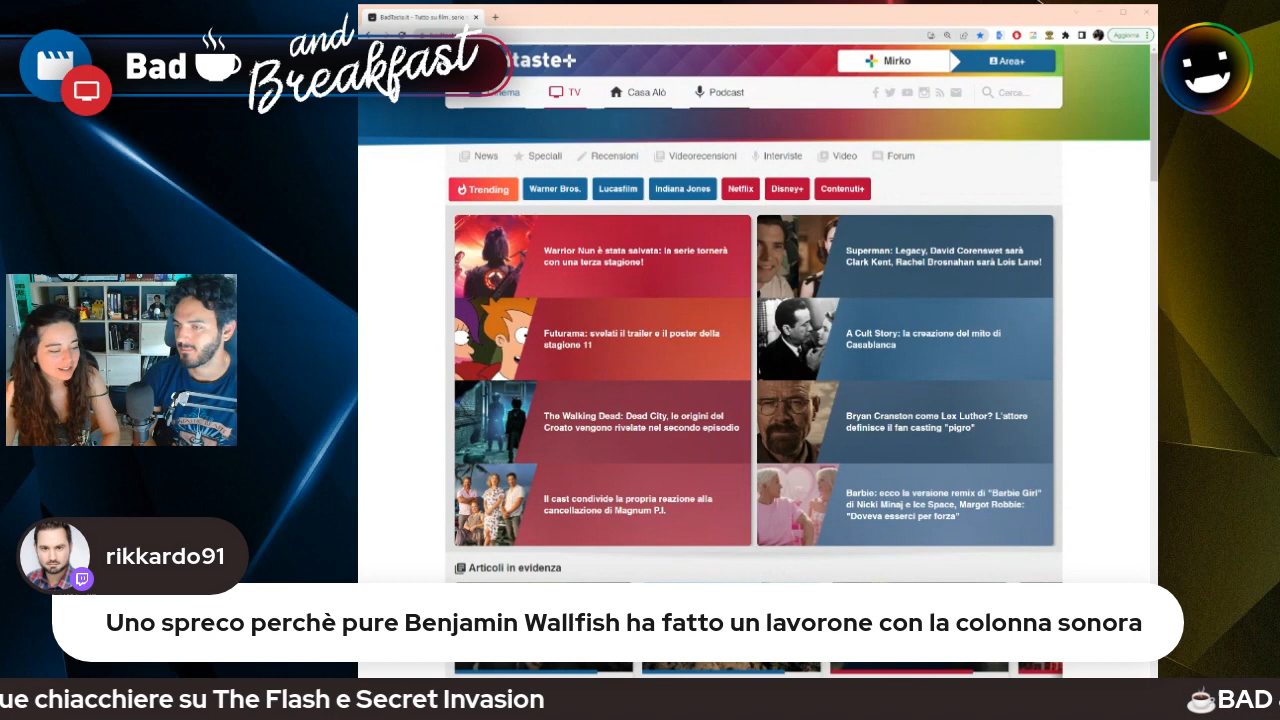 BadTaste.it - Tutto su film, serie
Aggiorna
Bad and Breakfast
taste+
Mirko
Area+
Cinema
TV
Casa Alò
Podcast
Cerca...
News
Speciali
Recensioni
Videorecensioni
Interviste
Video
Forum
Trending
Warner Bros.
Lucasfilm
Indiana Jones
Netflix
Disney+
Contenuti+
Warrior Nun è stata salvata: la serie tornerà
con una terza stagione!
Superman: Legacy, David Corenswet sarà
Clark Kent, Rachel Brosnahan sarà Lois Lane!
Futurama: svelati il trailer e il poster della
stagione 11
A Cult Story: la creazione del mito di
Casablanca
The Walking Dead: Dead City, le origini del
Croato vengono rivelate nel secondo episodio
Bryan Cranston come Lex Luthor? L'attore
definisce il fan casting "pigro"
Il cast condivide la propria reazione alla
cancellazione di Magnum P.I.
Barbie: ecco la versione remix di "Barbie Girl"
di Nicki Minaj e Ice Space, Margot Robbie:
"Doveva esserci per forza"
Articoli in evidenza
rikkardo91
Uno spreco perchè pure Benjamin Wallfish ha fatto un lavorone con la colonna sonora
ue chiacchiere su The Flash e Secret Invasion
BAD